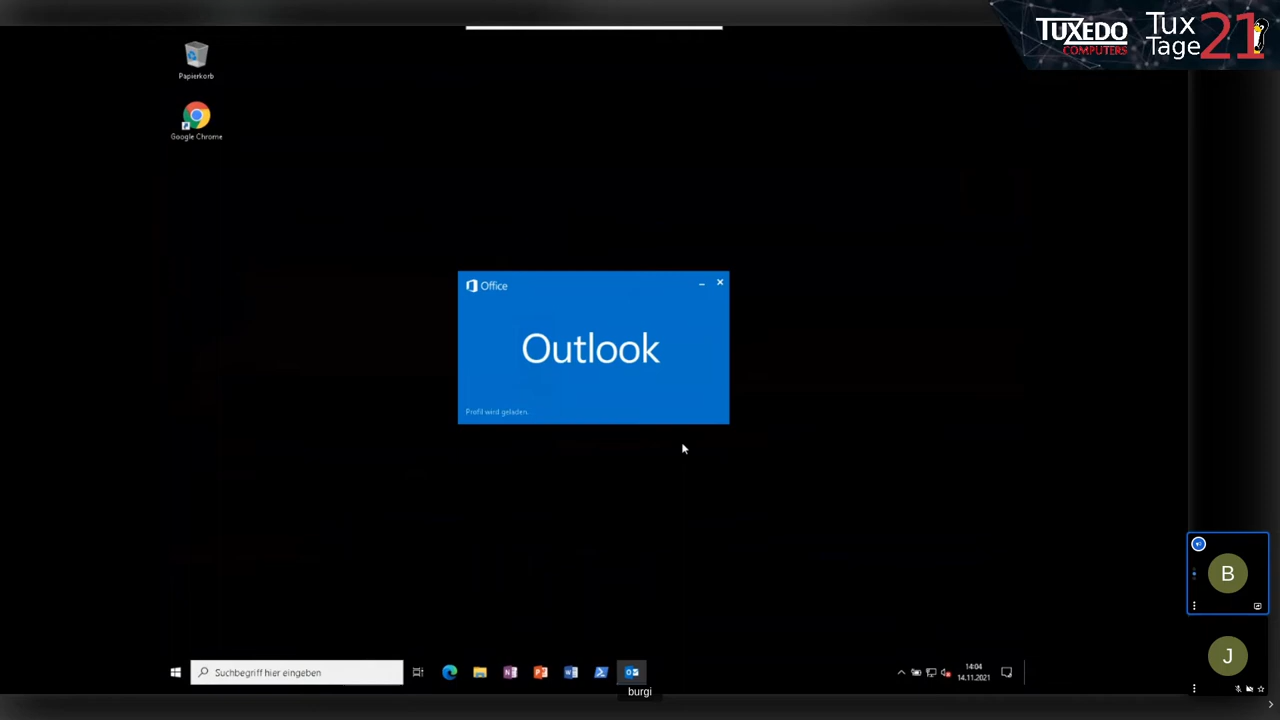 TUXEDO
COMPUTERS
Tux
Tage
21
Papierkorb
Google Chrome
Office
Outlook
Profil wird geladen...
B
J
Suchbegriff hier eingeben
14:04
14.11.2021
burgi